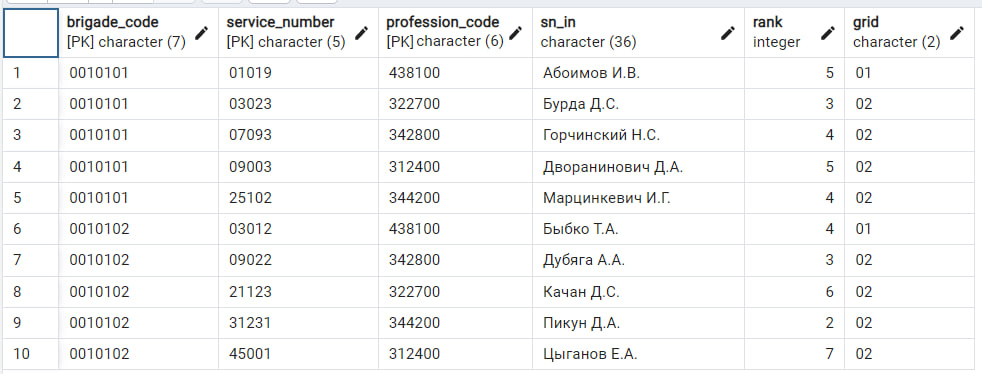 brigade_code service_number profession_code sn_in rank grid
[PK] character (7) [PK] character (5) [PK] character (6) character (36) integer character (2)
1 0010101 01019 438100 Абоимов И.В. 5 01
2 0010101 03023 322700 Бурда Д.С. 3 02
3 0010101 07093 342800 Горчинский Н.С. 4 02
4 0010101 09003 312400 Дворанинович Д.А. 5 02
5 0010101 25102 344200 Марцинкевич И.Г. 4 02
6 0010102 03012 438100 Быбко Т.А. 4 01
7 0010102 09022 342800 Дубяга А.А. 3 02
8 0010102 21123 322700 Качан Д.С. 6 02
9 0010102 31231 344200 Пикун Д.А. 2 02
10 0010102 45001 312400 Цыганов Е.А. 7 02